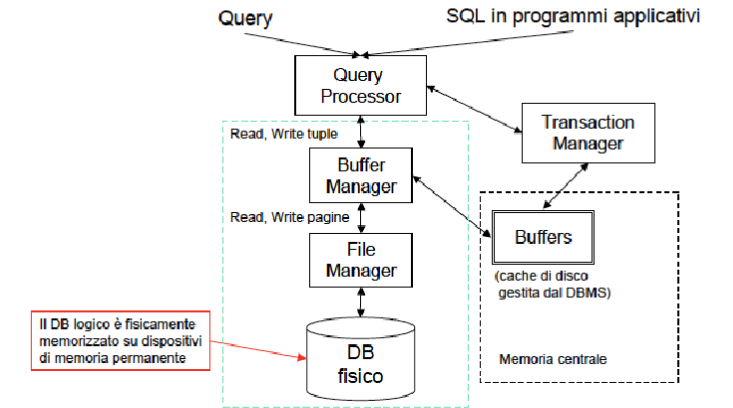 Query
SQL in programmi applicativi
Query
Processor
Transaction
Manager
Read, Write tuple
Buffer
Manager
Read, Write pagine
Buffers
File
Manager
(cache di disco
gestita dal DBMS)
Il DB logico è fisicamente
memorizzato su dispositivi
di memoria permanente
DB
fisico
Memoria centrale